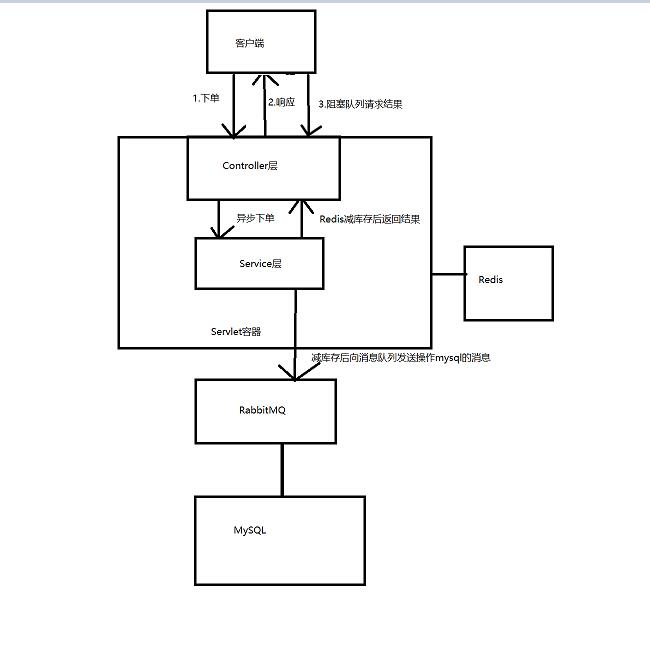 客户端
1.下单
2.响应
3.阻塞队列请求结果
Controller层
异步下单
Redis减库存后返回结果
Service层
Redis
Servlet容器
减库存后向消息队列发送操作mysql的消息
RabbitMQ
MySQL